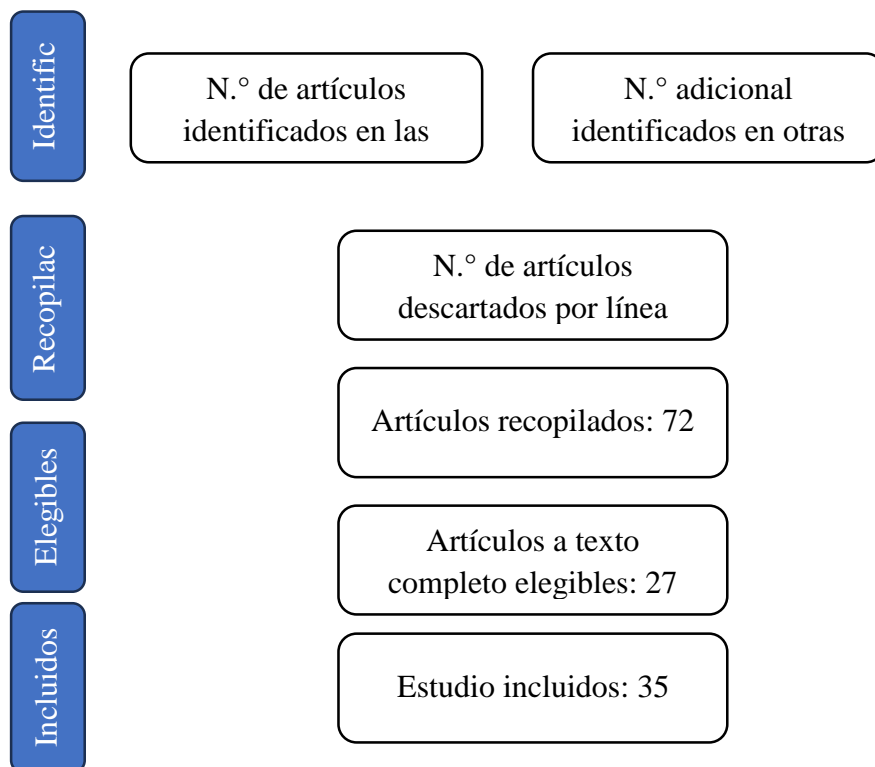 Identific
N.° de artículos
identificados en las
N.° adicional
identificados en otras
Recopilac
N.° de artículos
descartados por línea
Artículos recopilados: 72
Elegibles
Artículos a texto
completo elegibles: 27
Incluidos
Estudio incluidos: 35